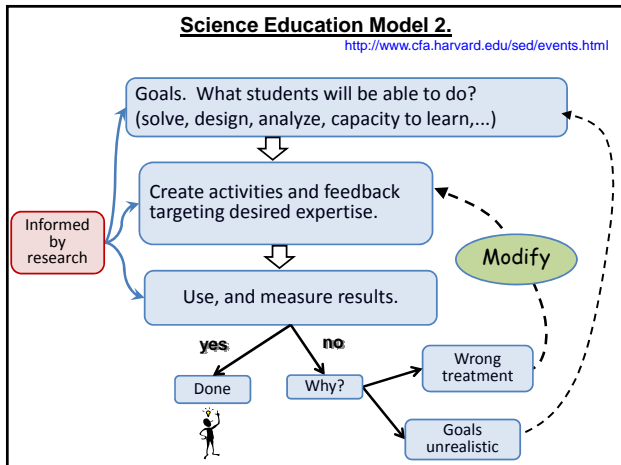 Science Education Model 2.
http://www.cfa.harvard.edu/sed/events.html
Goals. What students will be able to do?
(solve, design, analyze, capacity to learn,...)
Create activities and feedback
targeting desired expertise.
Informed
by
research
Modify
Use, and measure results.
yes
no
Wrong
treatment
Done
Why?
Goals
unrealistic